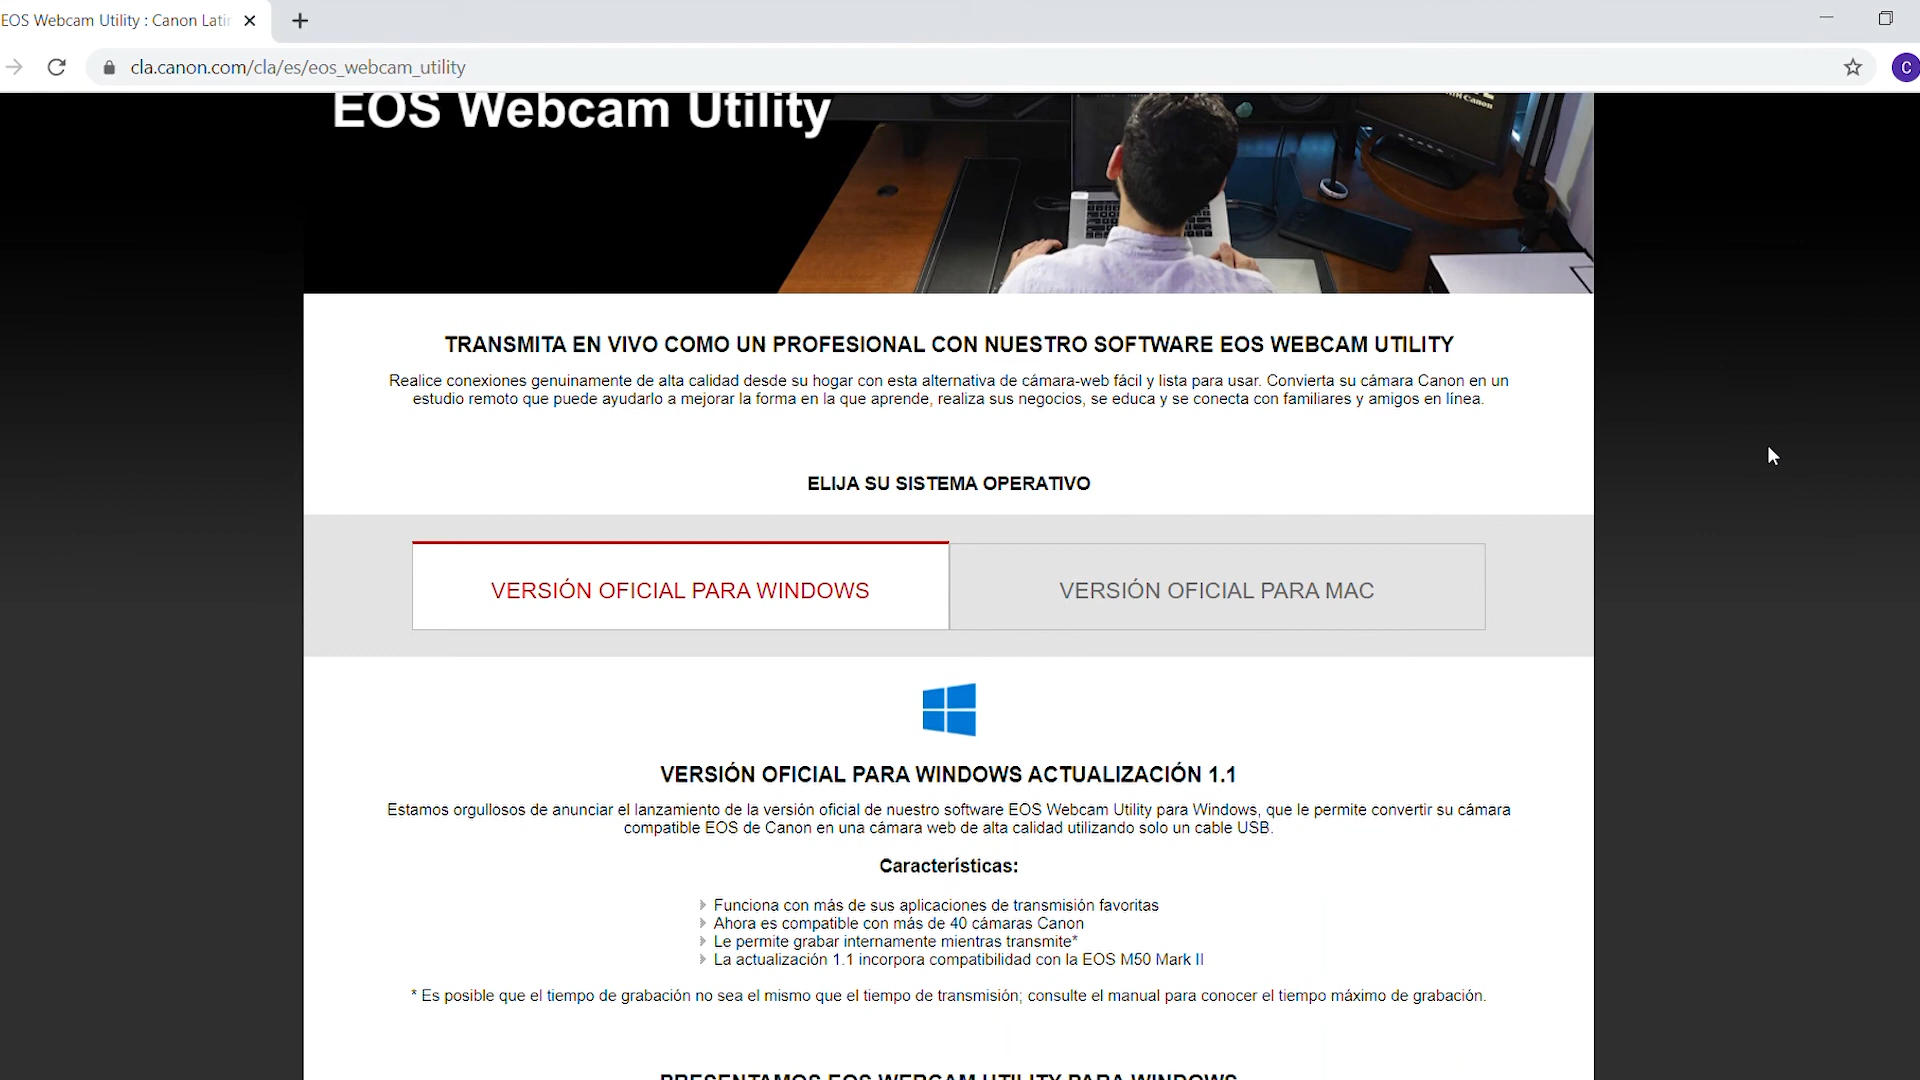 EOS Webcam Utility : Canon Lati
cla.canon.com/cla/es/eos_webcam_utility
C
EOS Webcam Utility
Canon
TRANSMITA EN VIVO COMO UN PROFESIONAL CON NUESTRO SOFTWARE EOS WEBCAM UTILITY
Realice conexiones genuinamente de alta calidad desde su hogar con esta alternativa de cámara-web fácil y lista para usar. Convierta su cámara Canon en un
estudio remoto que puede ayudarlo a mejorar la forma en la que aprende, realiza sus negocios, se educa y se conecta con familiares y amigos en línea.
ELIJA SU SISTEMA OPERATIVO
VERSIÓN OFICIAL PARA WINDOWS
VERSIÓN OFICIAL PARA MAC
VERSIÓN OFICIAL PARA WINDOWS ACTUALIZACIÓN 1.1
Estamos orgullosos de anunciar el lanzamiento de la versión oficial de nuestro software EOS Webcam Utility para Windows, que le permite convertir su cámara
compatible EOS de Canon en una cámara web de alta calidad utilizando solo un cable USB.
Características:
Funciona con más de sus aplicaciones de transmisión favoritas
Ahora es compatible con más de 40 cámaras Canon
Le permite grabar internamente mientras transmite*
La actualización 1.1 incorpora compatibilidad con la EOS M50 Mark II
* Es posible que el tiempo de grabación no sea el mismo que el tiempo de transmisión; consulte el manual para conocer el tiempo máximo de grabación.
PRESENTAMOS EOS WEBCAM UTILITY PARA WINDOWS